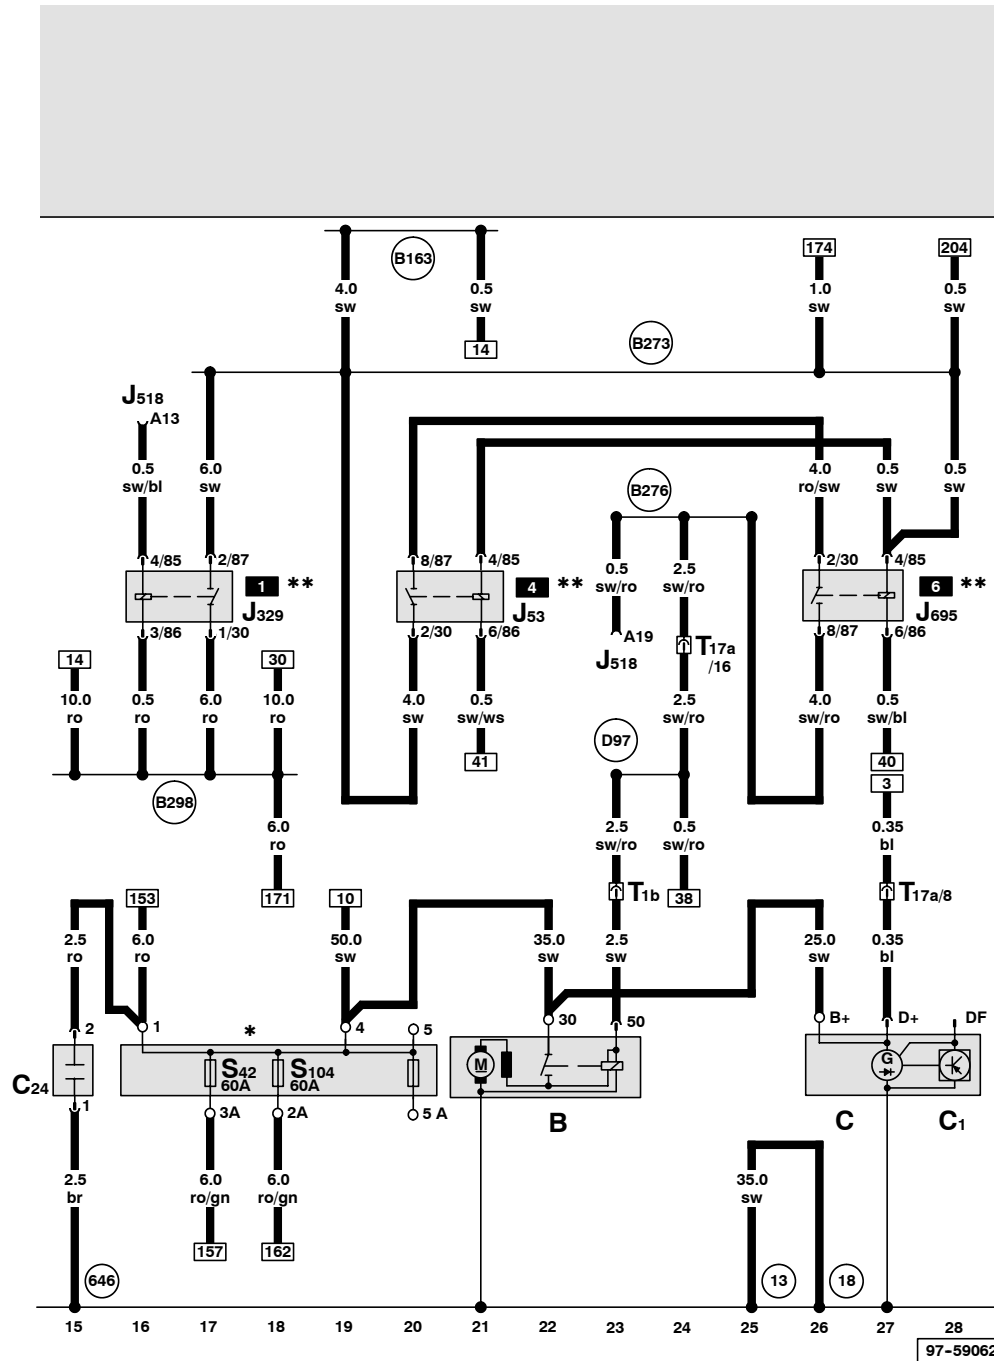 B163
174
204
4.0
sw
0.5
sw
1.0
sw
0.5
sw
14
B273
J518
A13
0.5
sw/bl
6.0
sw
4.0
ro/sw
0.5
sw
0.5
sw
B276
4/85
2/87
8/87
4/85
2/30
4/85
1
**
J329
4
**
J53
0.5
sw/ro
2.5
sw/ro
6
**
J695
3/86
1/30
2/30
6/86
A19
J518
T17a
/16
8/87
6/86
14
30
10.0
ro
0.5
ro
6.0
ro
10.0
ro
4.0
sw
0.5
sw/ws
2.5
sw/ro
4.0
sw/ro
0.5
sw/bl
D97
41
40
3
B298
6.0
ro
2.5
sw/ro
0.5
sw/ro
0.35
bl
153
171
10
T1b
38
T17a/8
2.5
ro
6.0
ro
50.0
sw
35.0
sw
2.5
sw
25.0
sw
0.35
bl
2
1
*
4
5
30
50
B+
D+
DF
C24
S42
60A
S104
60A
M
G
1
3A
2A
5 A
B
C
C1
2.5
br
6.0
ro/gn
6.0
ro/gn
35.0
sw
157
162
646
13
18
15 16 17 18 19 20 21 22 23 24 25 26 27 28
97-59062